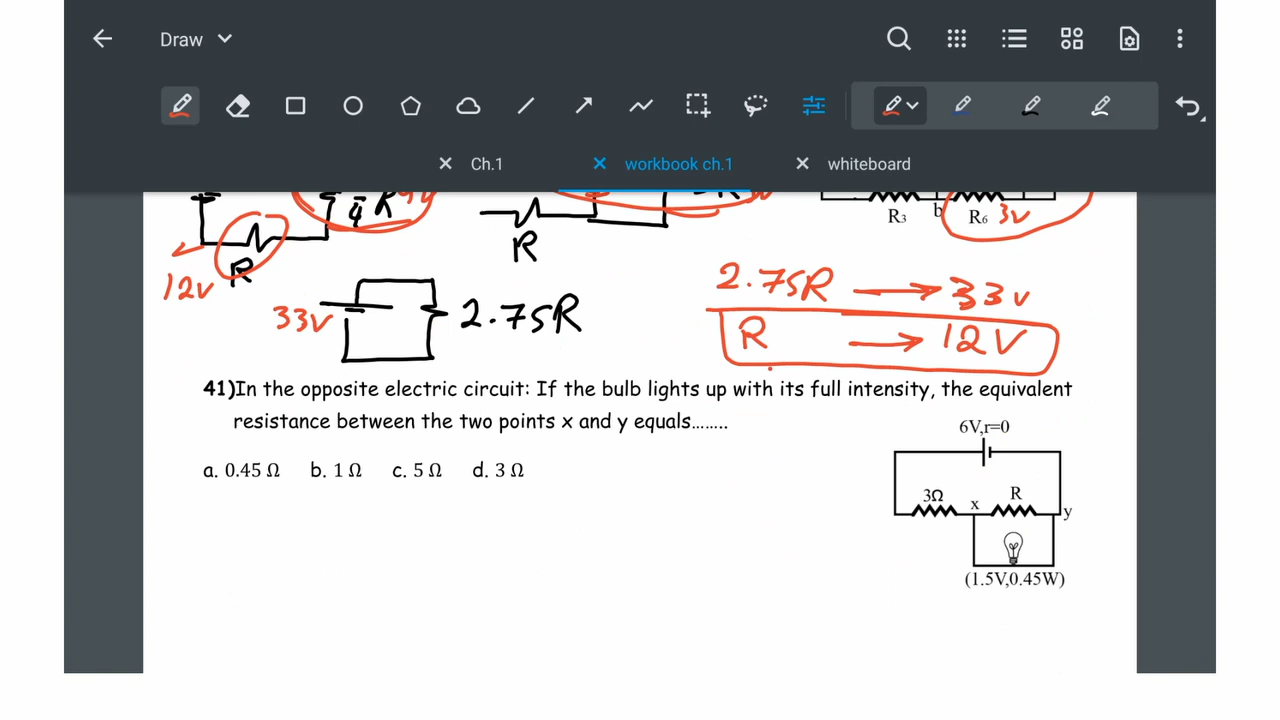 Draw
Ch.1
workbook ch.1
whiteboard
R
R
R₃
b
R₆
3v
12v
33v
2.75R
2.75R → 33v
R → 12V
41)In the opposite electric circuit: If the bulb lights up with its full intensity, the equivalent
resistance between the two points x and y equals........
a. 0.45 Ω b. 1 Ω c. 5 Ω d. 3 Ω
6V,r=0
3Ω
x
R
y
(1.5V,0.45W)